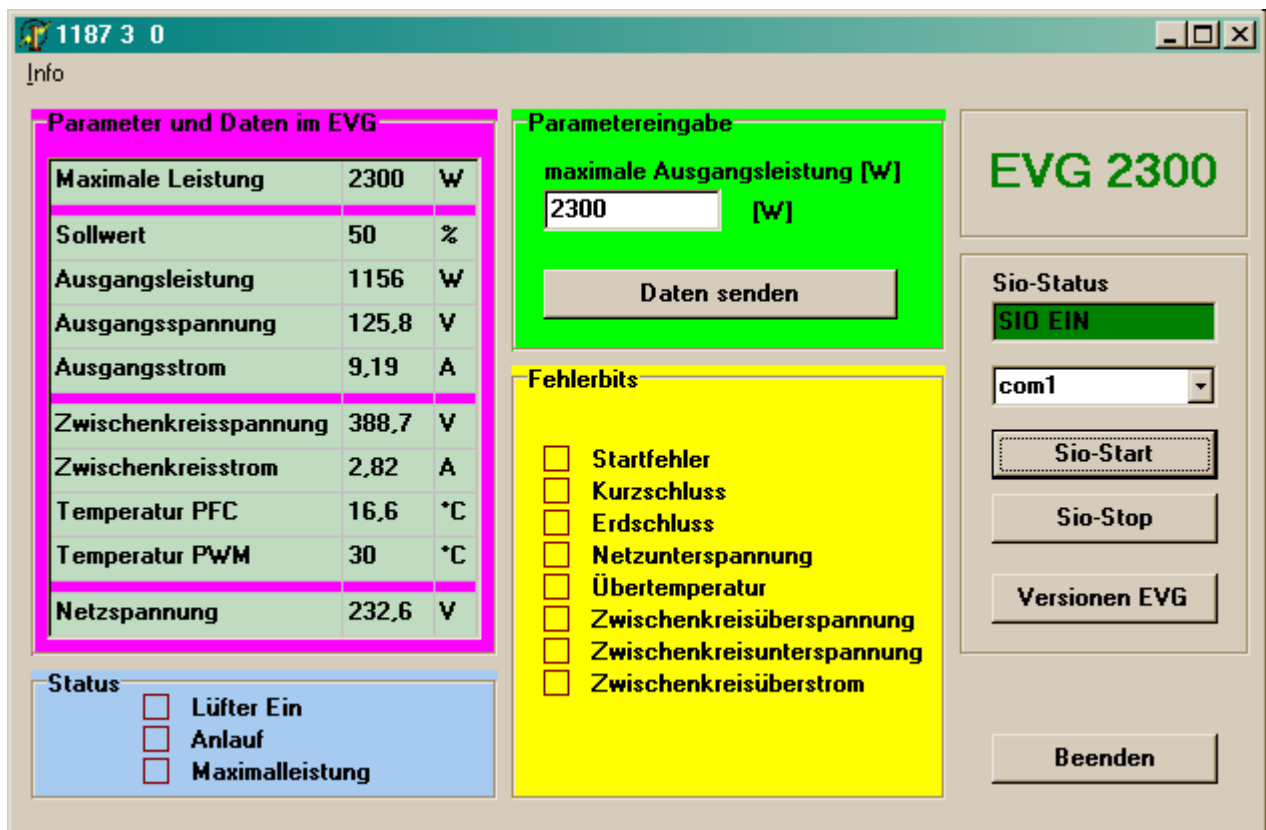 1187 3 0
Info
Parameter und Daten im EVG
Maximale Leistung 2300 W
Sollwert 50 %
Ausgangsleistung 1156 W
Ausgangsspannung 125,8 V
Ausgangsstrom 9,19 A
Zwischenkreisspannung 388,7 V
Zwischenkreisstrom 2,82 A
Temperatur PFC 16,6 °C
Temperatur PWM 30 °C
Netzspannung 232,6 V
Status
Lüfter Ein
Anlauf
Maximalleistung
Parametereingabe
maximale Ausgangsleistung [W]
2300 [W]
Daten senden
Fehlerbits
Startfehler
Kurzschluss
Erdschluss
Netzunterspannung
Übertemperatur
Zwischenkreisüberspannung
Zwischenkreisunterspannung
Zwischenkreisüberstrom
EVG 2300
Sio-Status
SIO EIN
com1
Sio-Start
Sio-Stop
Versionen EVG
Beenden